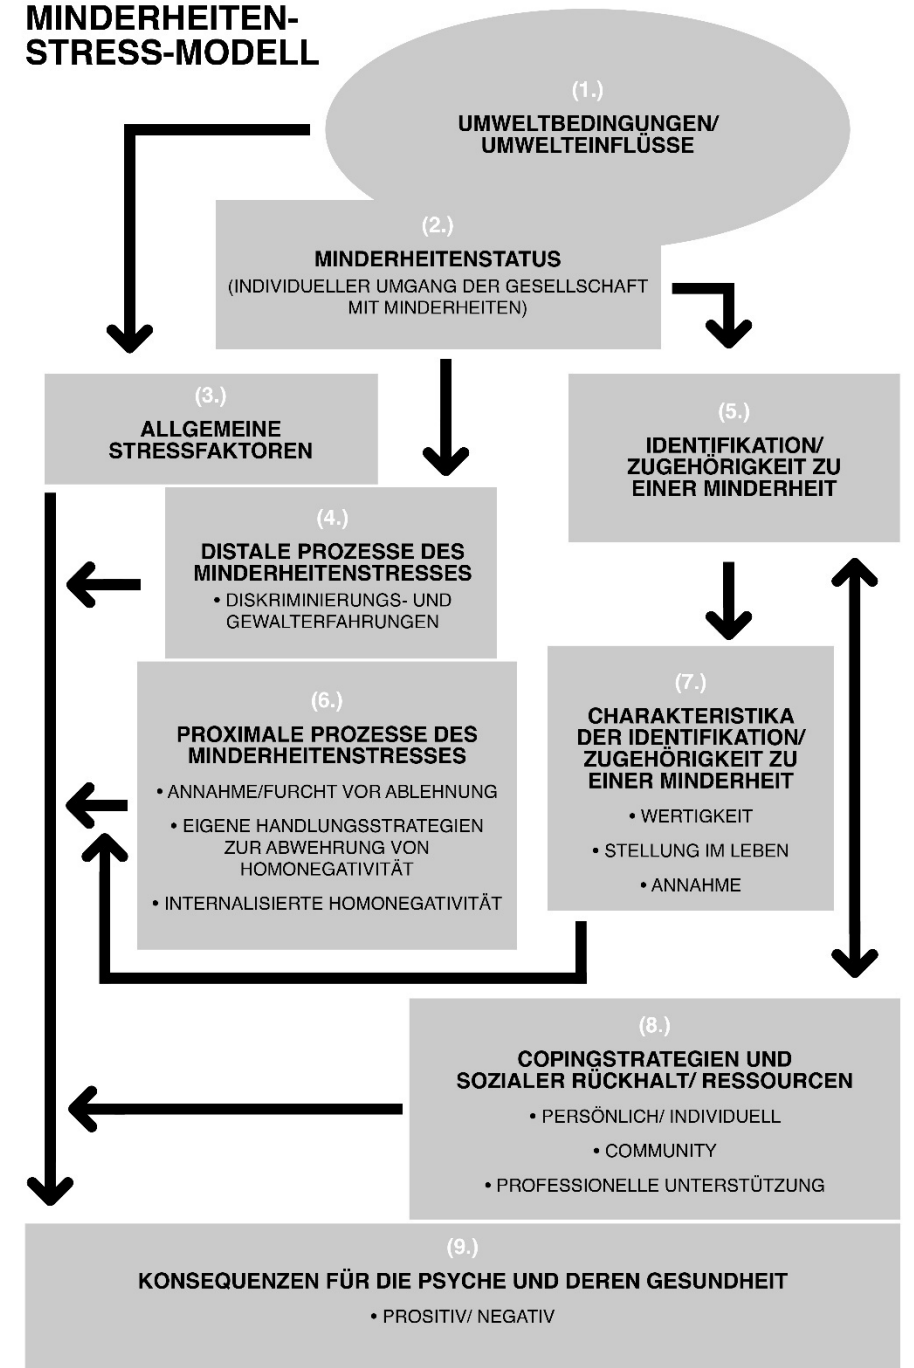 MINDERHEITEN-
STRESS-MODELL
(1.)
UMWELTBEDINGUNGEN/
UMWELTEINFLÜSSE
(2.)
MINDERHEITENSTATUS
(INDIVIDUELLER UMGANG DER GESELLSCHAFT
MIT MINDERHEITEN)
(3.)
ALLGEMEINE
STRESSFAKTOREN
(4.)
DISTALE PROZESSE DES
MINDERHEITENSTRESSES
• DISKRIMINIERUNGS- UND
GEWALTERFAHRUNGEN
(5.)
IDENTIFIKATION/
ZUGEHÖRIGKEIT ZU
EINER MINDERHEIT
(6.)
PROXIMALE PROZESSE DES
MINDERHEITENSTRESSES
• ANNAHME/FURCHT VOR ABLEHNUNG
• EIGENE HANDLUNGSSTRATEGIEN
ZUR ABWEHRUNG VON
HOMONEGATIVITÄT
• INTERNALISIERTE HOMONEGATIVITÄT
(7.)
CHARAKTERISTIKA
DER IDENTIFIKATION/
ZUGEHÖRIGKEIT ZU
EINER MINDERHEIT
• WERTIGKEIT
• STELLUNG IM LEBEN
• ANNAHME
(8.)
COPINGSTRATEGIEN UND
SOZIALER RÜCKHALT/ RESSOURCEN
• PERSÖNLICH/ INDIVIDUELL
• COMMUNITY
• PROFESSIONELLE UNTERSTÜTZUNG
(9.)
KONSEQUENZEN FÜR DIE PSYCHE UND DEREN GESUNDHEIT
• PROSITIV/ NEGATIV